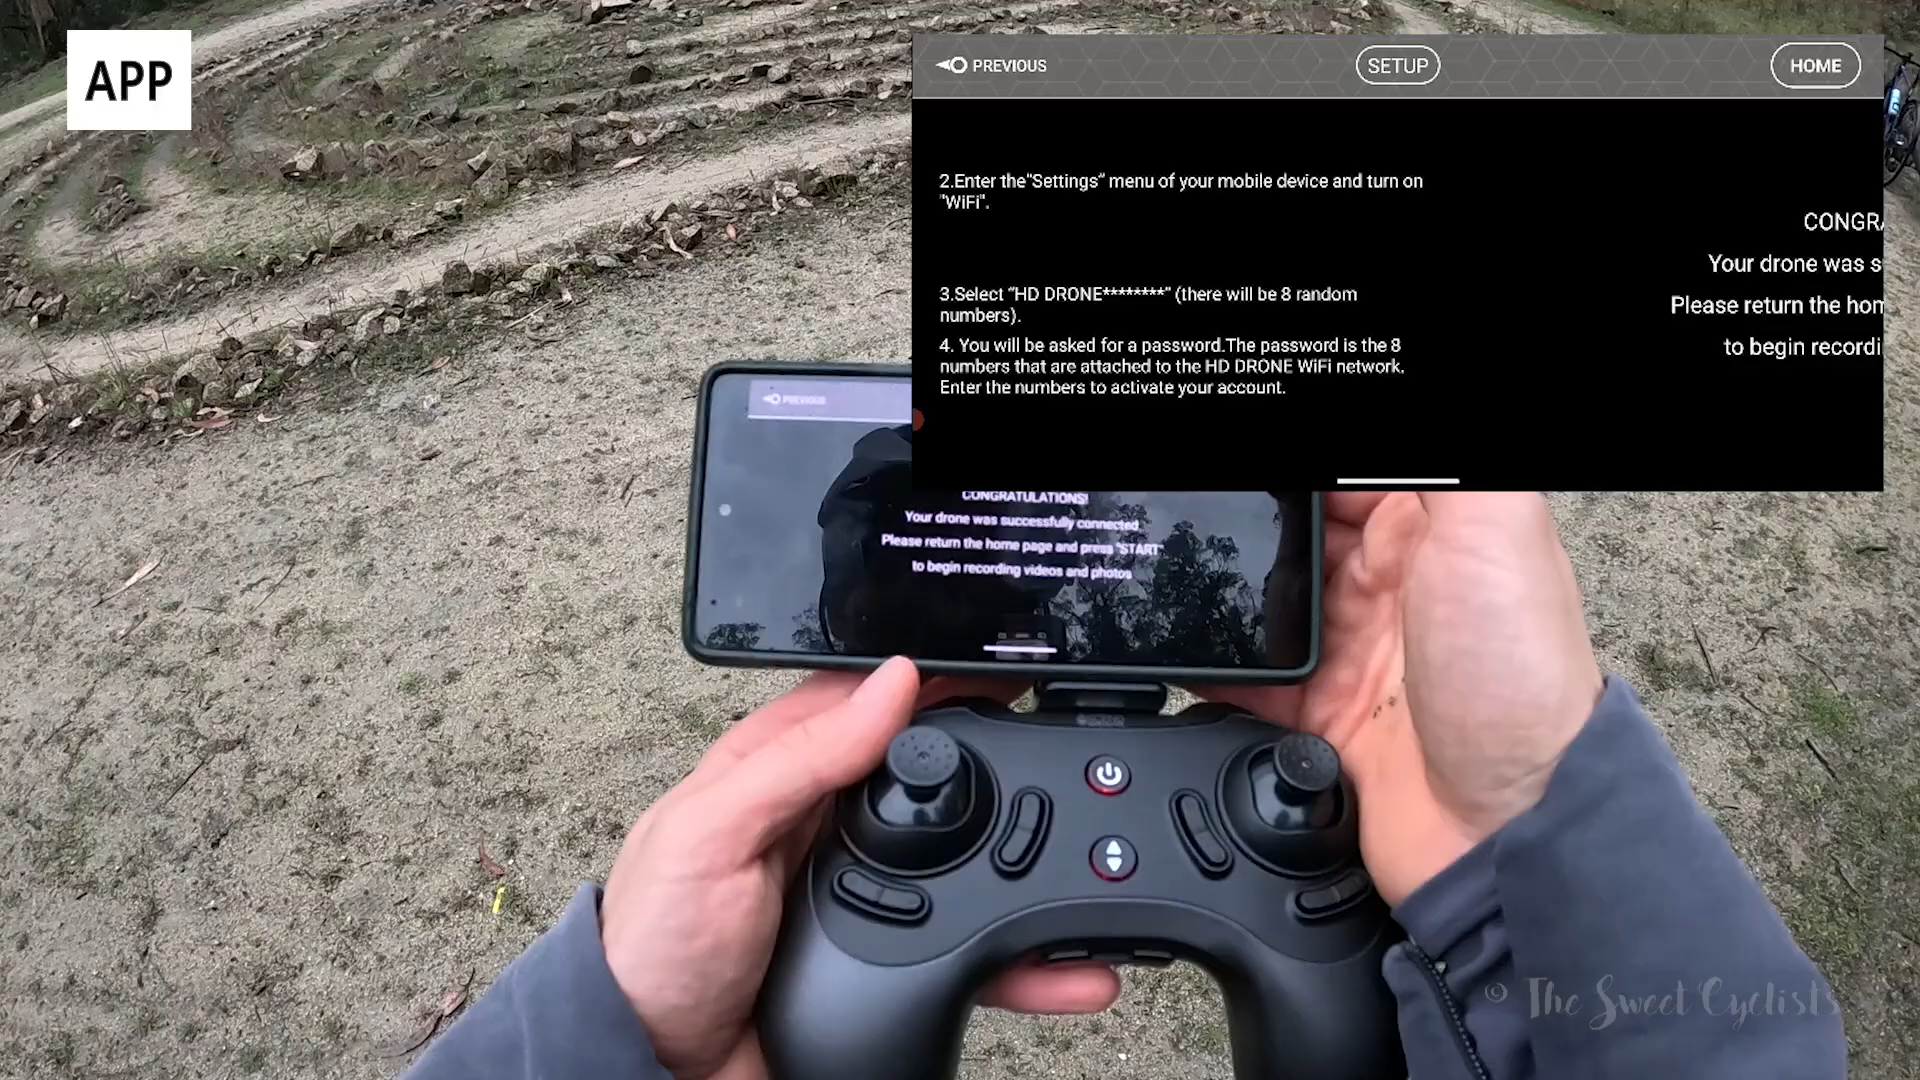 APP
PREVIOUS
SETUP
HOME
2.Enter the"Settings" menu of your mobile device and turn on
"WiFi".
3.Select "HD DRONE********" (there will be 8 random
numbers).
4. You will be asked for a password.The password is the 8
numbers that are attached to the HD DRONE WiFi network.
Enter the numbers to activate your account.
CONGRA
Your drone was s
Please return the hom
to begin recordi
PREVIOUS
CONGRATULATIONS!
Your drone was successfully connected.
Please return the home page and press "START"
to begin recording videos and photos
© The Sweet Cyclists